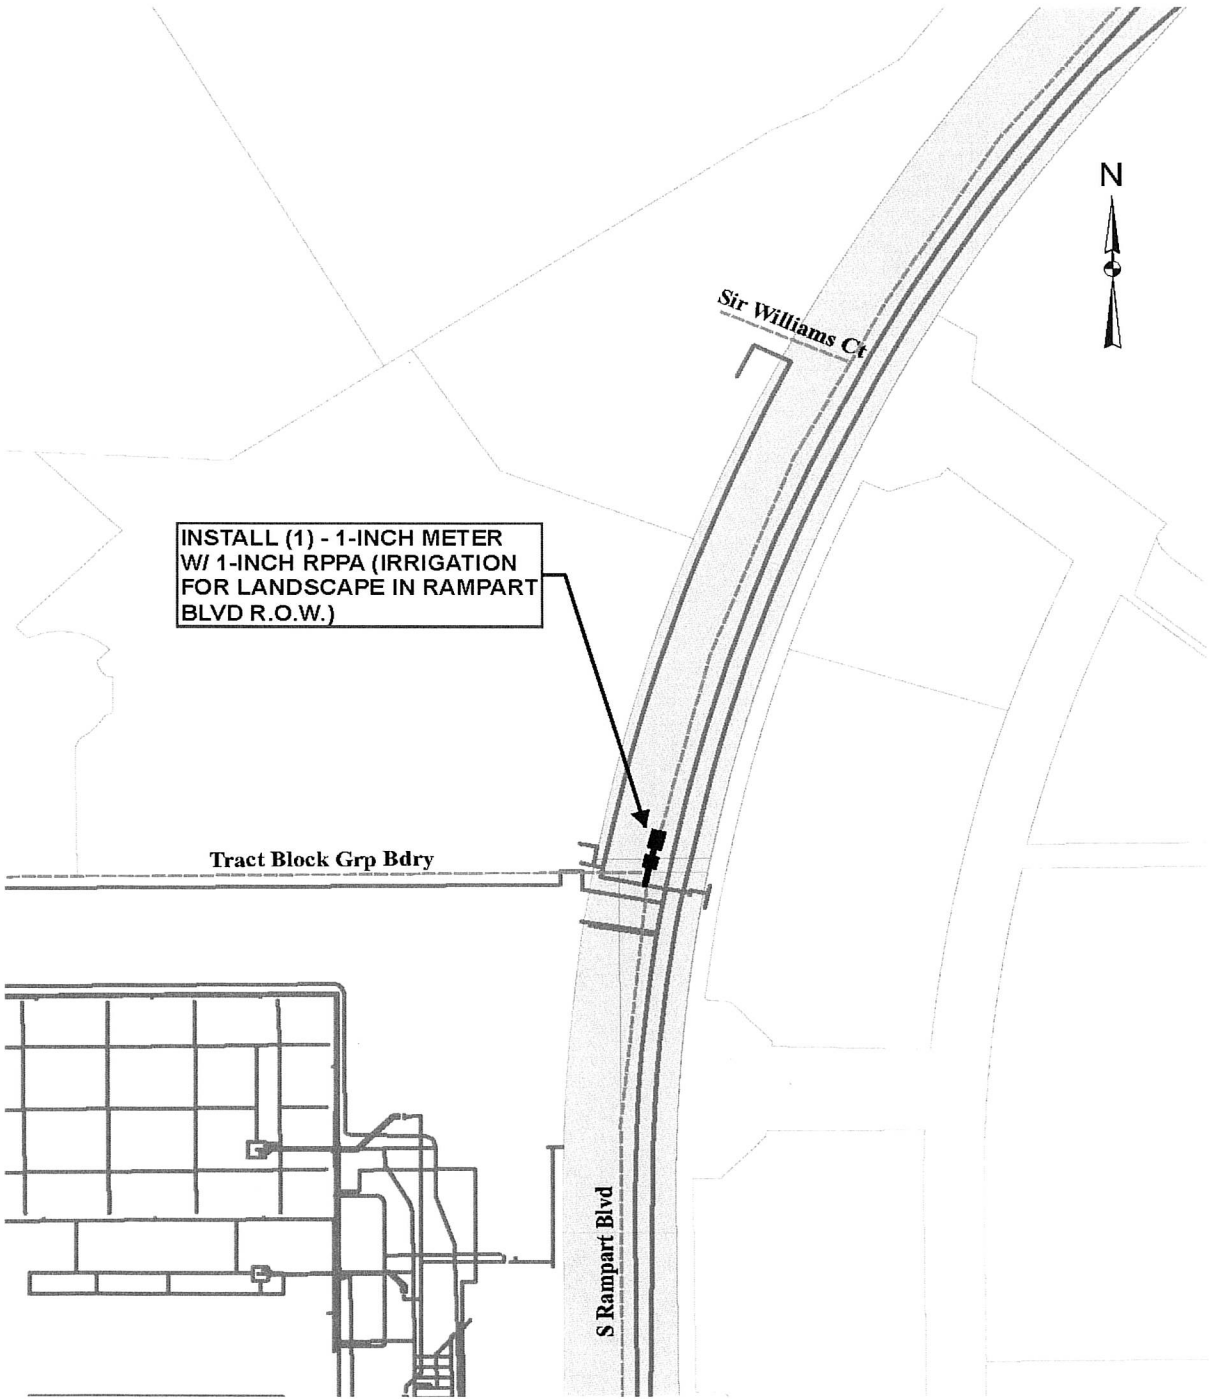 N
Sir Williams Ct
INSTALL (1) - 1-INCH METER
W/ 1-INCH RPPA (IRRIGATION
FOR LANDSCAPE IN RAMPART
BLVD R.O.W.)
Tract Block Grp Bdry
S Rampart Blvd